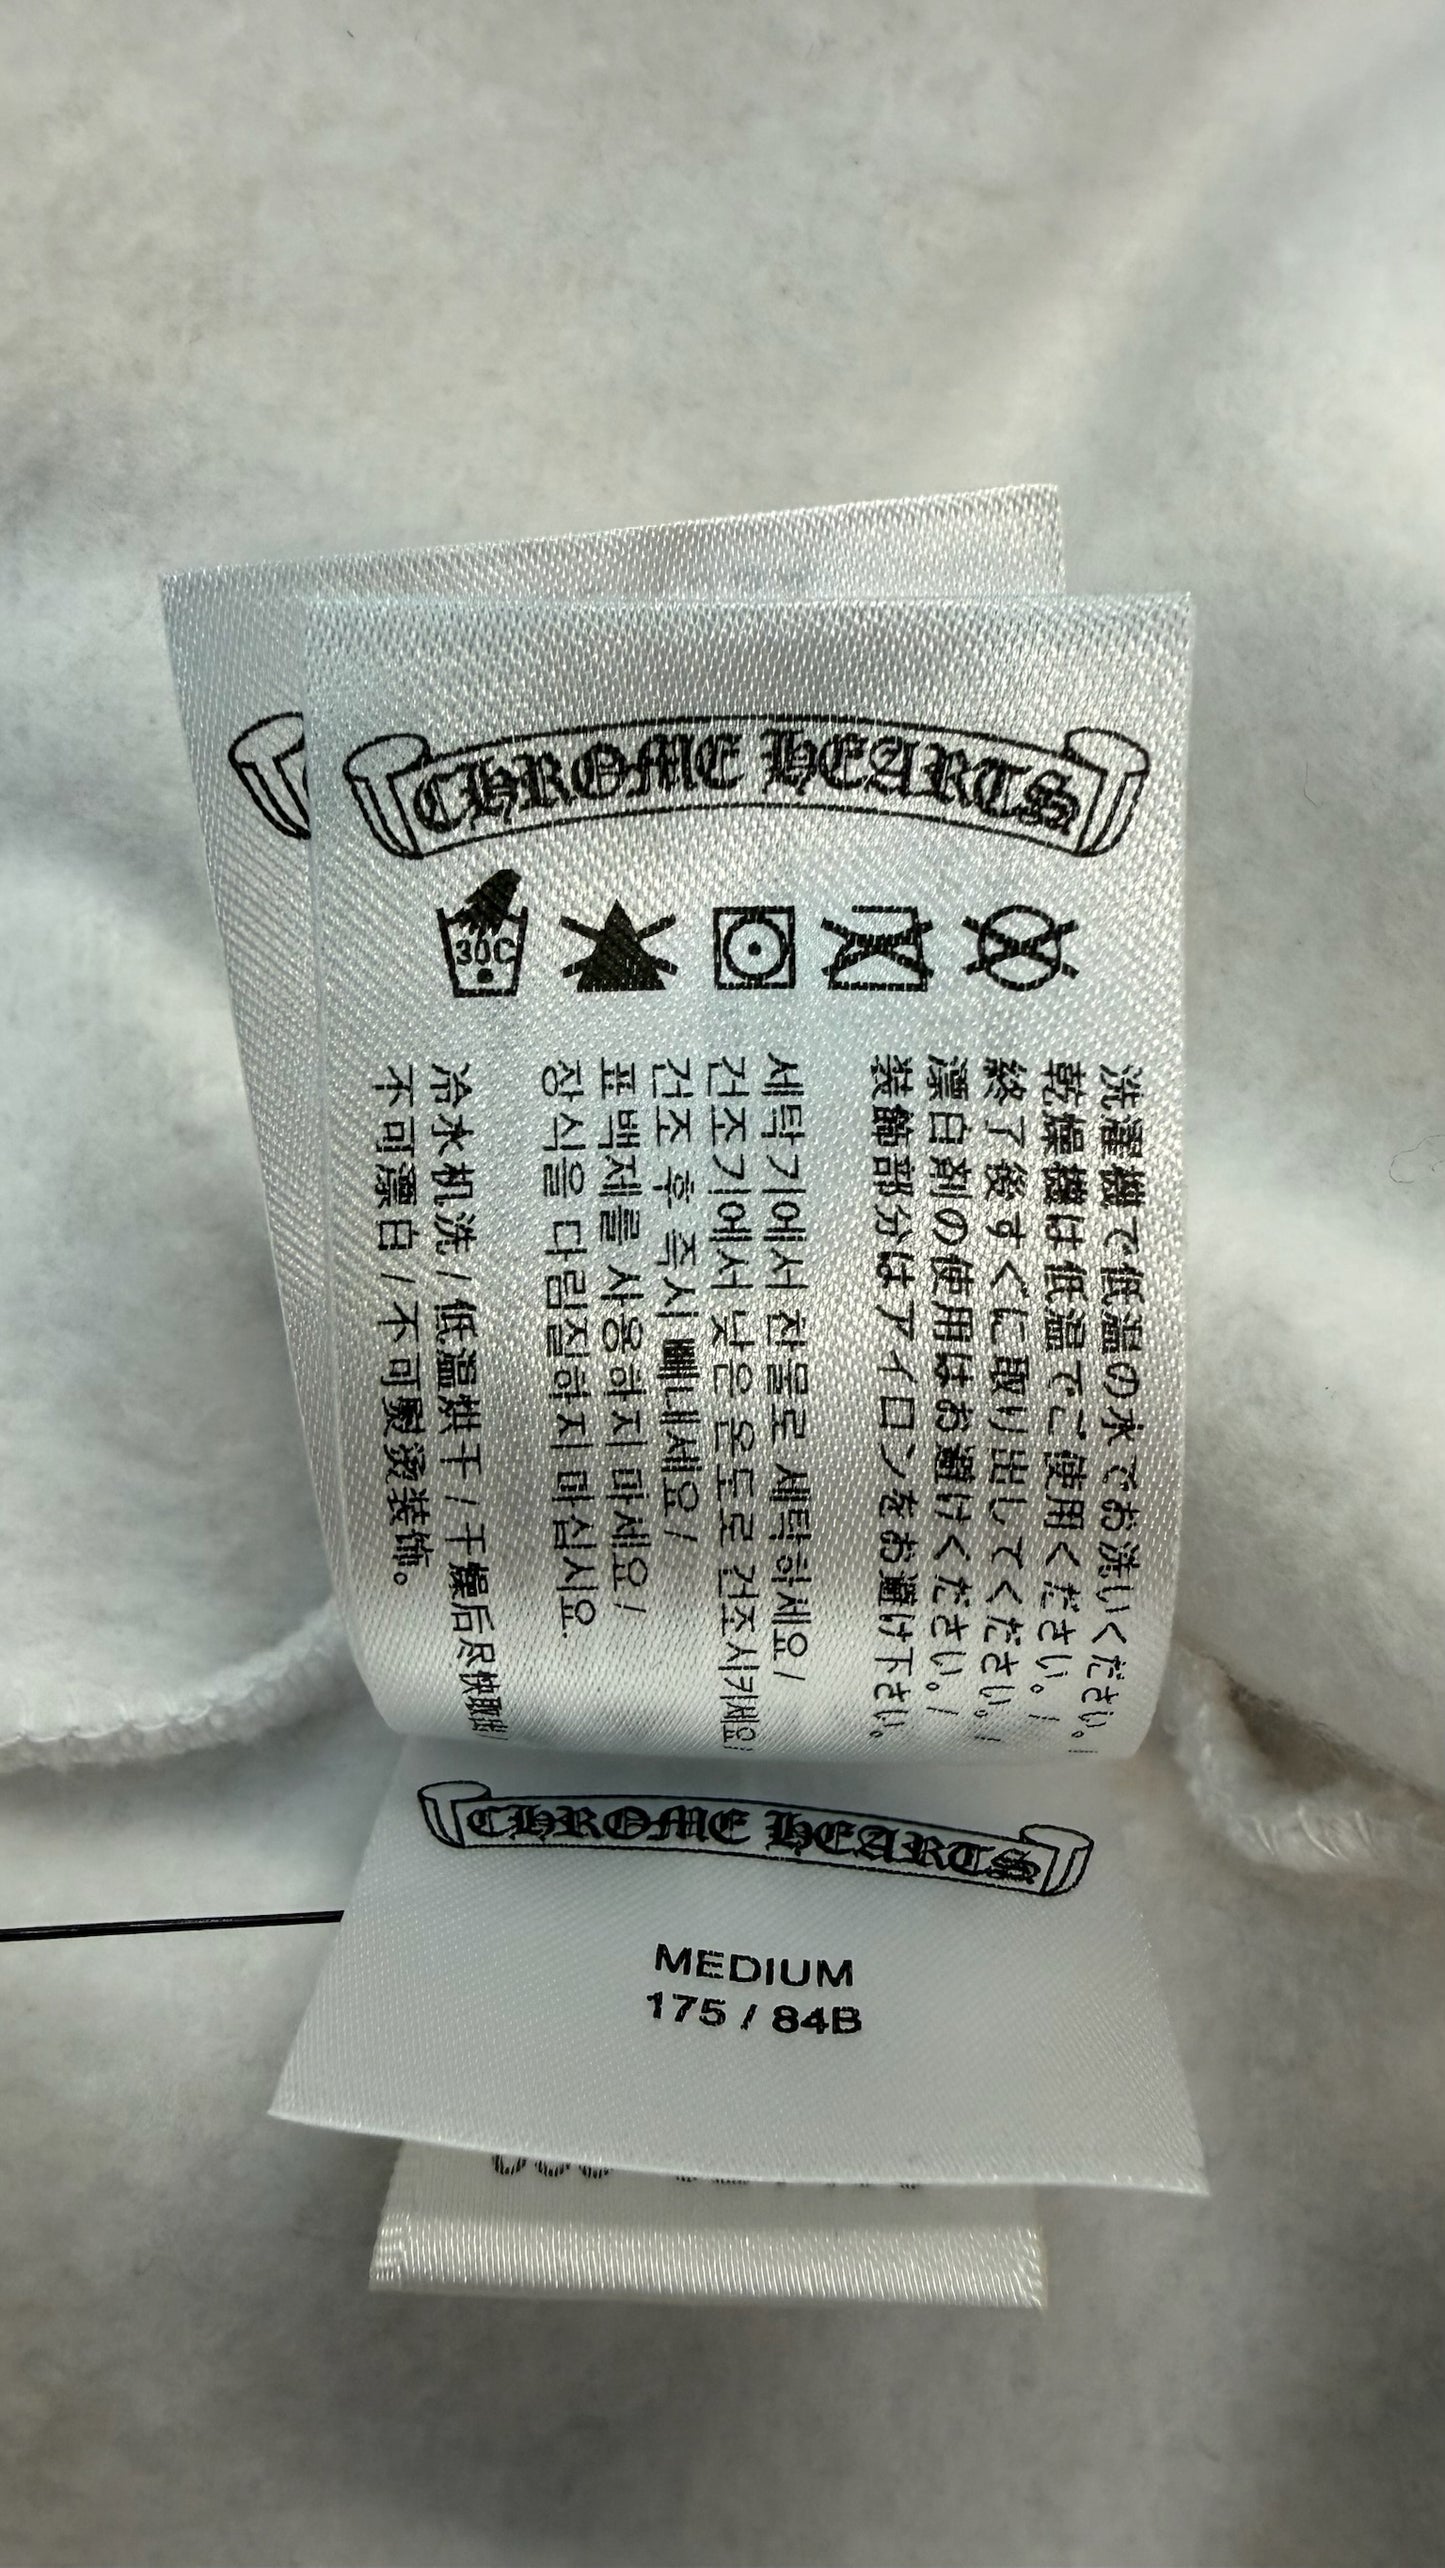 CHROME HEARTS
30C
洗濯機で低温の水でお洗いください。/
乾燥機は低温でご使用ください。/
終了後すぐに取り出してください。/
漂白剤の使用はお避けください。/
装飾部分はアイロンをお避け下さい。
세탁기에서 찬물로 세탁하세요 /
건조기에서 낮은 온도로 건조시키세요 /
건조 후 즉시 빼내세요 /
표백제를 사용하지 마세요 /
장식을 다림질하지 마십시요.
冷水机洗 / 低温烘干 / 干燥后尽快取出 /
不可漂白 / 不可熨烫装饰。
CHROME HEARTS
MEDIUM
175 / 84B